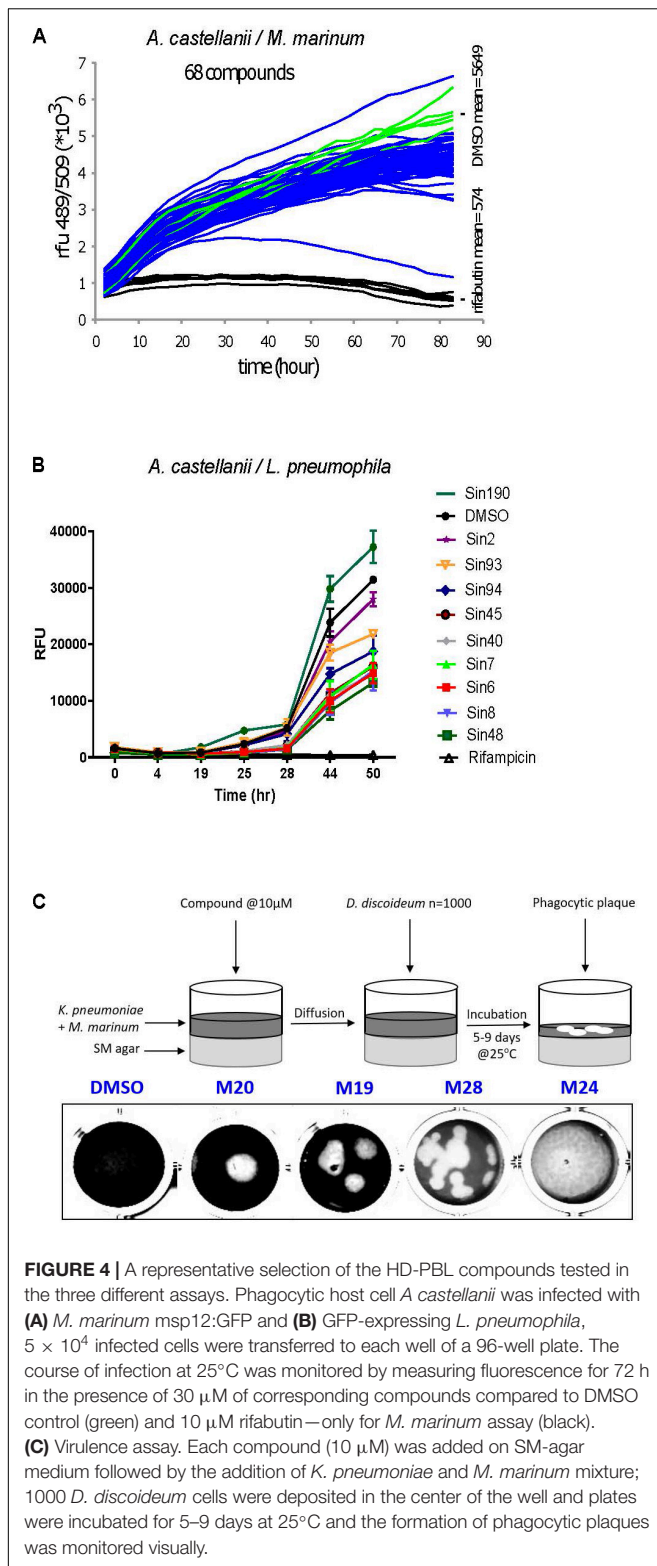 A
A. castellanii / M. marinum
68 compounds
rfu 489/509 (*10³)
7
6
5
4
3
2
1
0
0 10 20 30 40 50 60 70 80 90
time (hour)
rifabutin mean = 574
DMSO mean = 5649
B
A. castellanii / L. pneumophila
RFU
40000
30000
20000
10000
0
0 4 19 25 28 44 50
Time (hr)
Sin190
DMSO
Sin2
Sin93
Sin94
Sin45
Sin40
Sin7
Sin6
Sin8
Sin48
Rifampicin
C
Compound @10μM
D. discoideum n=1000
Phagocytic plaque
K. pneumoniae
+ M. marinum
SM agar
Diffusion
Incubation
5-9 days
@25°C
DMSO M20 M19 M28 M24
FIGURE 4 | A representative selection of the HD-PBL compounds tested in
the three different assays. Phagocytic host cell A castellanii was infected with
(A) M. marinum msp12:GFP and (B) GFP-expressing L. pneumophila,
5 × 10⁴ infected cells were transferred to each well of a 96-well plate. The
course of infection at 25°C was monitored by measuring fluorescence for 72 h
in the presence of 30 μM of corresponding compounds compared to DMSO
control (green) and 10 μM rifabutin—only for M. marinum assay (black).
(C) Virulence assay. Each compound (10 μM) was added on SM-agar
medium followed by the addition of K. pneumoniae and M. marinum mixture;
1000 D. discoideum cells were deposited in the center of the well and plates
were incubated for 5–9 days at 25°C and the formation of phagocytic plaques
was monitored visually.